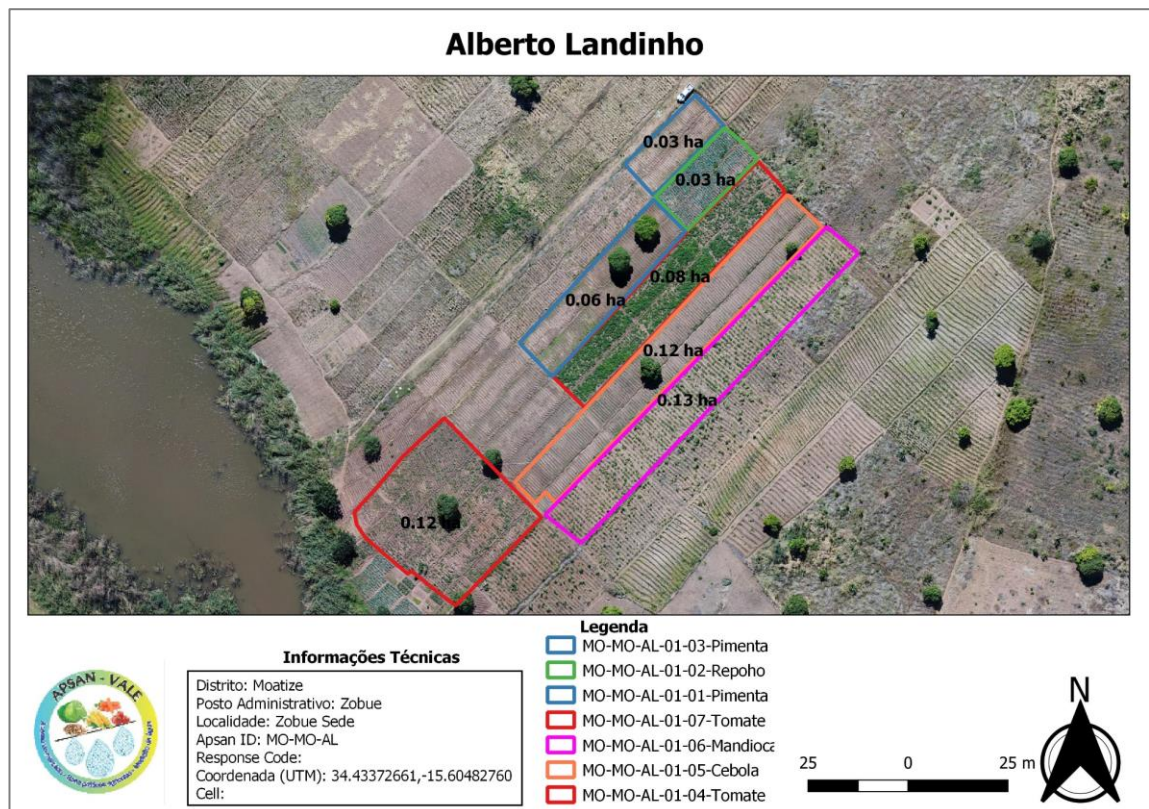 Alberto Landinho
0.03 ha
0.03 ha
0.08 ha
0.06 ha
0.12 ha
0.13 ha
0.12
Informações Técnicas
Distrito: Moatize
Posto Administrativo: Zobue
Localidade: Zobue Sede
Apsan ID: MO-MO-AL
Response Code:
Coordenada (UTM): 34.43372661,-15.60482760
Cell:
Legenda
MO-MO-AL-01-03-Pimenta
MO-MO-AL-01-02-Repoho
MO-MO-AL-01-01-Pimenta
MO-MO-AL-01-07-Tomate
MO-MO-AL-01-06-Mandioca
MO-MO-AL-01-05-Cebola
MO-MO-AL-01-04-Tomate
APSAN - VALE
25 0 25 m
N